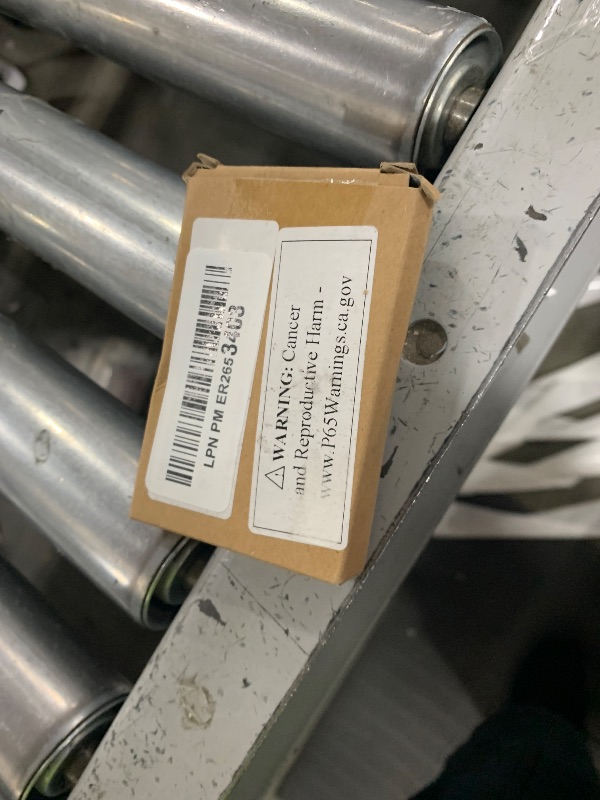 LPN PM ER2653403
⚠WARNING: Cancer
and Reproductive Harm -
www.P65Warnings.ca.gov